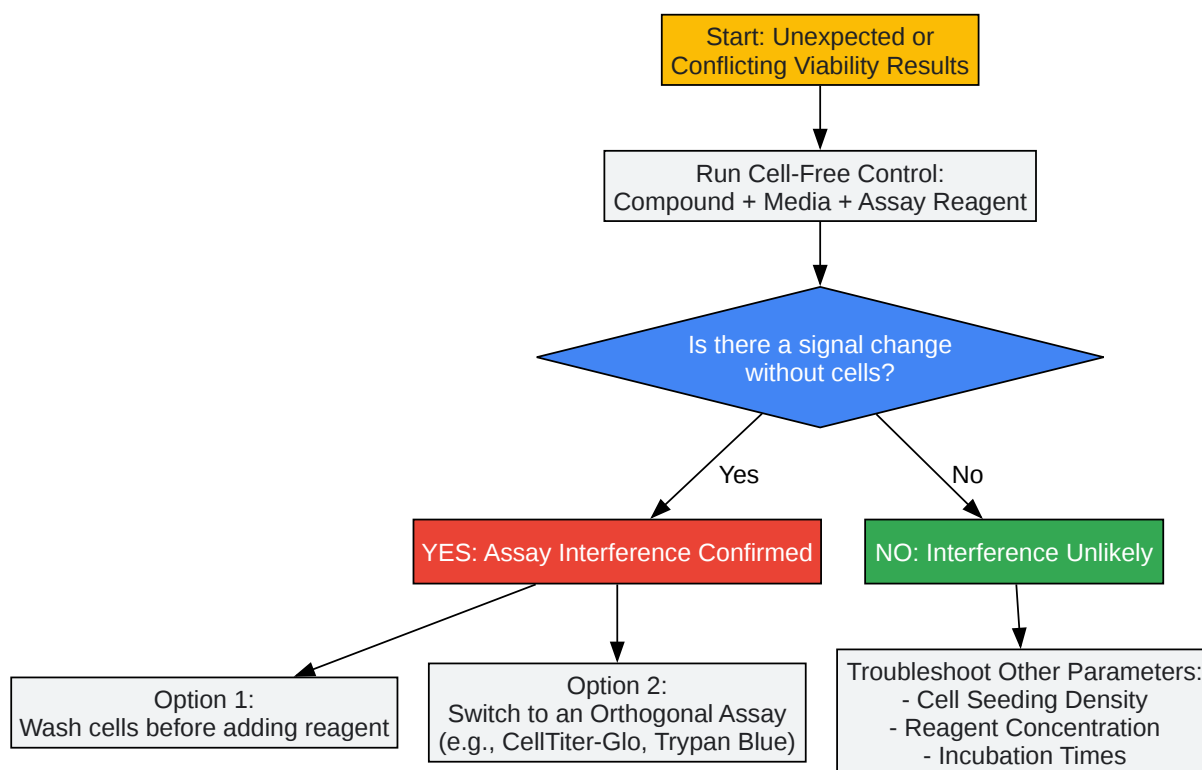 Start: Unexpected or
Conflicting Viability Results
Run Cell-Free Control:
Compound + Media + Assay Reagent
Is there a signal change
without cells?
Yes
No
YES: Assay Interference Confirmed
NO: Interference Unlikely
Option 1:
Wash cells before adding reagent
Option 2:
Switch to an Orthogonal Assay
(e.g., CellTiter-Glo, Trypan Blue)
Troubleshoot Other Parameters:
- Cell Seeding Density
- Reagent Concentration
- Incubation Times